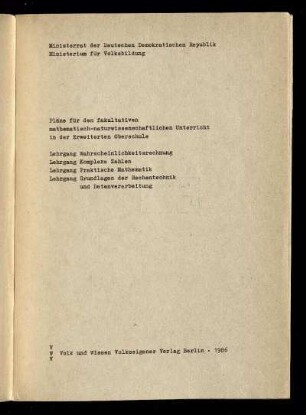 Ministerrat der Deutschen Demokratischen Republik
Ministerium für Volksbildung
Pläne für den fakultativen
mathematisch-naturwissenschaftlichen Unterricht
in der Erweiterten Oberschule
Lehrgang Wahrscheinlichkeitsrechnung
Lehrgang Komplexe Zahlen
Lehrgang Praktische Mathematik
Lehrgang Grundlagen der Rechentechnik
und Datenverarbeitung
V
W
V
Volk und Wissen Volkseigener Verlag Berlin · 1986